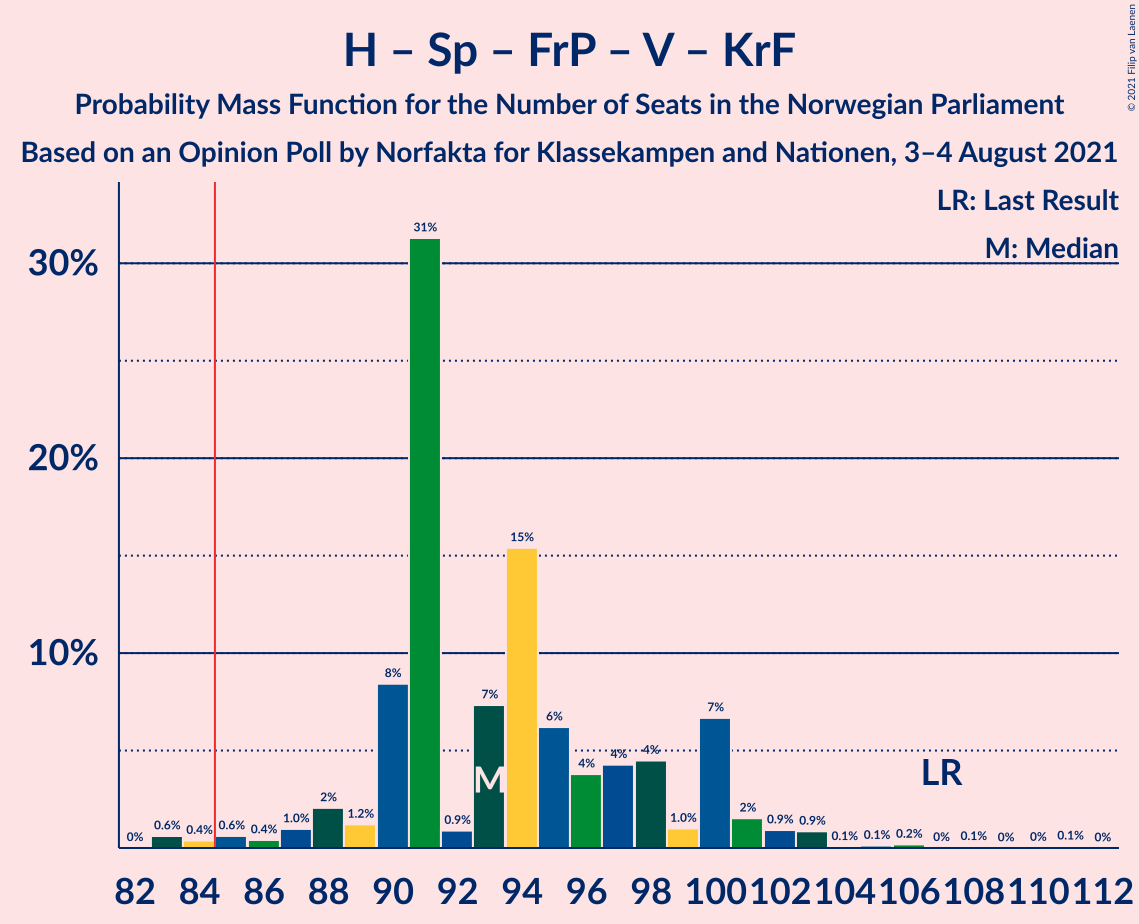 H – Sp – FrP – V – KrF
Probability Mass Function for the Number of Seats in the Norwegian Parliament
Based on an Opinion Poll by Norfakta for Klassekampen and Nationen, 3–4 August 2021
© 2021 Filip van Laenen
LR: Last Result
M: Median
30%
20%
10%
0% 0.6% 0.4% 0.6% 0.4% 1.0% 2% 1.2% 8% 31% 0.9% 7% 15% 6% 4% 4% 4% 1.0% 7% 2% 0.9% 0.9% 0.1% 0.1% 0.2% 0% 0.1% 0% 0% 0.1% 0%
M
LR
82 84 86 88 90 92 94 96 98 100 102 104 106 108 110 112